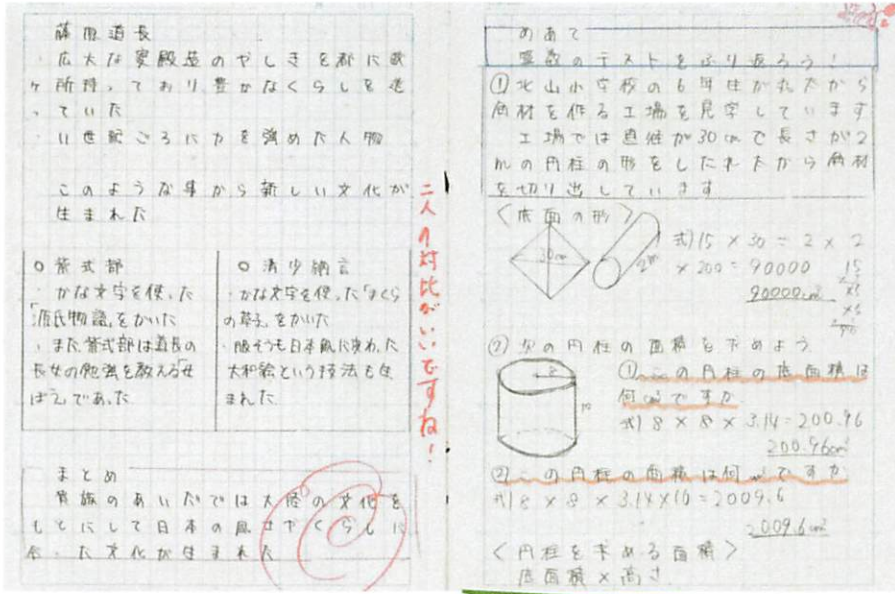 藤原道長
・広大な寝殿造のやしきを都に数
ヶ所持っており豊かなくらしを送
っていた
・11世紀ごろに力を強めた人物
このような事から新しい文化が
生まれた
○紫式部
・かな文字を使った
「源氏物語」をかいた
・また紫式部は道長の
長女の勉強を教える「せ
ぼう」であった
○清少納言
・かな文字を使った「まくら
の草子」をかいた
・服そうも日本風に変わった
大和絵という技法も生
まれた
二人の対比がいいですね!
まとめ
貴族のあいだでは大陸の文化を
もとにして日本の風土やくらしに
合った文化が生まれた
めあて
算数のテストをふり返ろう!
①北山小学校の6年生が丸太から
角材を作る工場を見学しています
工場では直径が30cmで長さが2
mの円柱の形をした丸太から角材
を切り出しています
〈底面の形〉
30cm
2m
式)15×30÷2×2
×200=90000
90000cm³
15
②次の円柱の面積を求めよう
8
10
①この円柱の底面積は
何cm²ですか
式)8×8×3.14=200.96
200.96cm²
②この円柱の面積は何cm³ですか
式)8×8×3.14×10=2009.6
2009.6cm³
〈円柱を求める面積〉
底面積×高さ